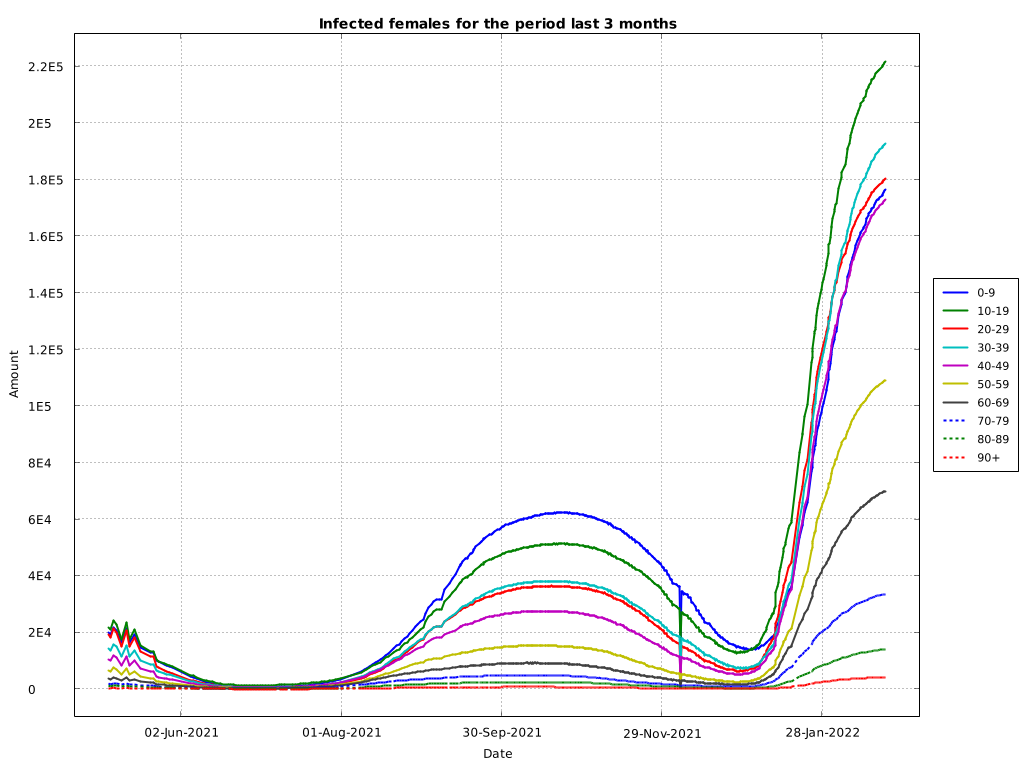 Infected females for the period last 3 months
2.2E5
2E5
1.8E5
1.6E5
1.4E5
1.2E5
1E5
8E4
6E4
4E4
2E4
0
Amount
02-Jun-2021
01-Aug-2021
30-Sep-2021
29-Nov-2021
28-Jan-2022
Date
0-9
10-19
20-29
30-39
40-49
50-59
60-69
70-79
80-89
90+